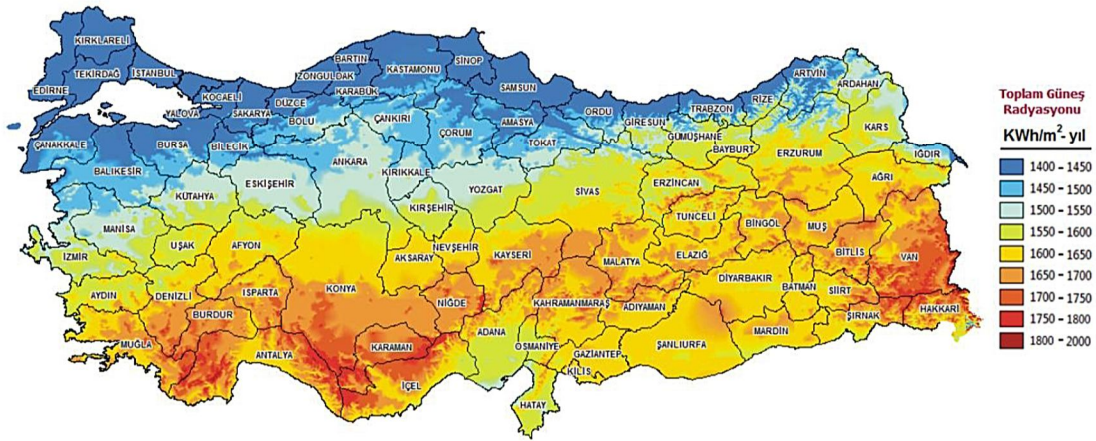 KIRKLARELİ
TEKİRDAĞ
İSTANBUL
EDİRNE
KOCAELİ
YALOVA
SAKARYA
DÜZCE
BOLU
ZONGULDAK
BARTIN
KARABÜK
KASTAMONU
SİNOP
SAMSUN
ÇANKIRI
ÇORUM
AMASYA
TOKAT
ORDU
GİRESUN
TRABZON
RİZE
ARTVİN
ARDAHAN
GÜMÜŞHANE
BAYBURT
ERZURUM
KARS
IĞDIR
AĞRI
ÇANAKKALE
BURSA
BİLECİK
BALIKESİR
KÜTAHYA
ESKİŞEHİR
ANKARA
KIRIKKALE
YOZGAT
KIRŞEHİR
SİVAS
ERZİNCAN
TUNCELİ
BİNGÖL
MUŞ
BİTLİS
VAN
MANİSA
İZMİR
UŞAK
AFYON
AKSARAY
NEVŞEHİR
KAYSERİ
MALATYA
ELAZIĞ
DİYARBAKIR
BATMAN
SİİRT
ŞIRNAK
HAKKARİ
AYDIN
DENİZLİ
ISPARTA
BURDUR
KONYA
NİĞDE
KAHRAMANMARAŞ
ADIYAMAN
MARDİN
MUĞLA
ANTALYA
KARAMAN
İÇEL
ADANA
OSMANİYE
GAZİANTEP
KİLİS
ŞANLIURFA
HATAY
Toplam Güneş
Radyasyonu
KWh/m²-yıl
1400 - 1450
1450 - 1500
1500 - 1550
1550 - 1600
1600 - 1650
1650 - 1700
1700 - 1750
1750 - 1800
1800 - 2000